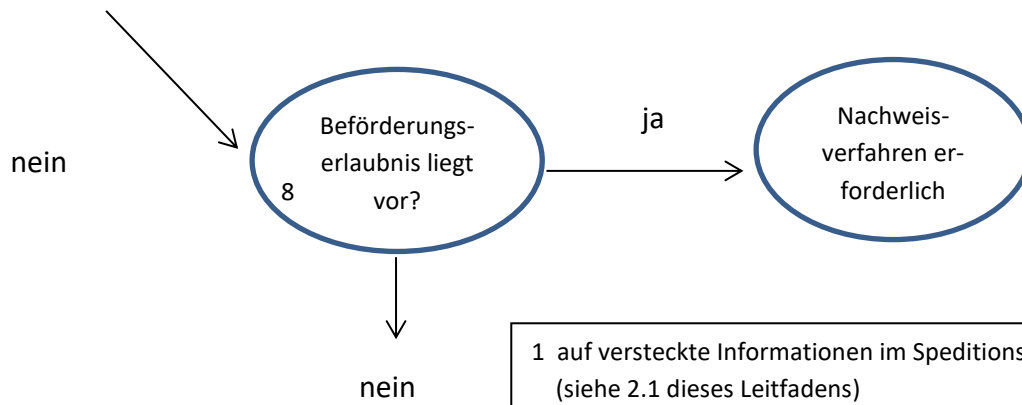 nein
Beförderungs-
erlaubnis liegt
8
vor?
ja
Nachweis-
verfahren er-
forderlich
nein
1 auf versteckte Informationen im Speditions
(siehe 2.1 dieses Leitfadens)